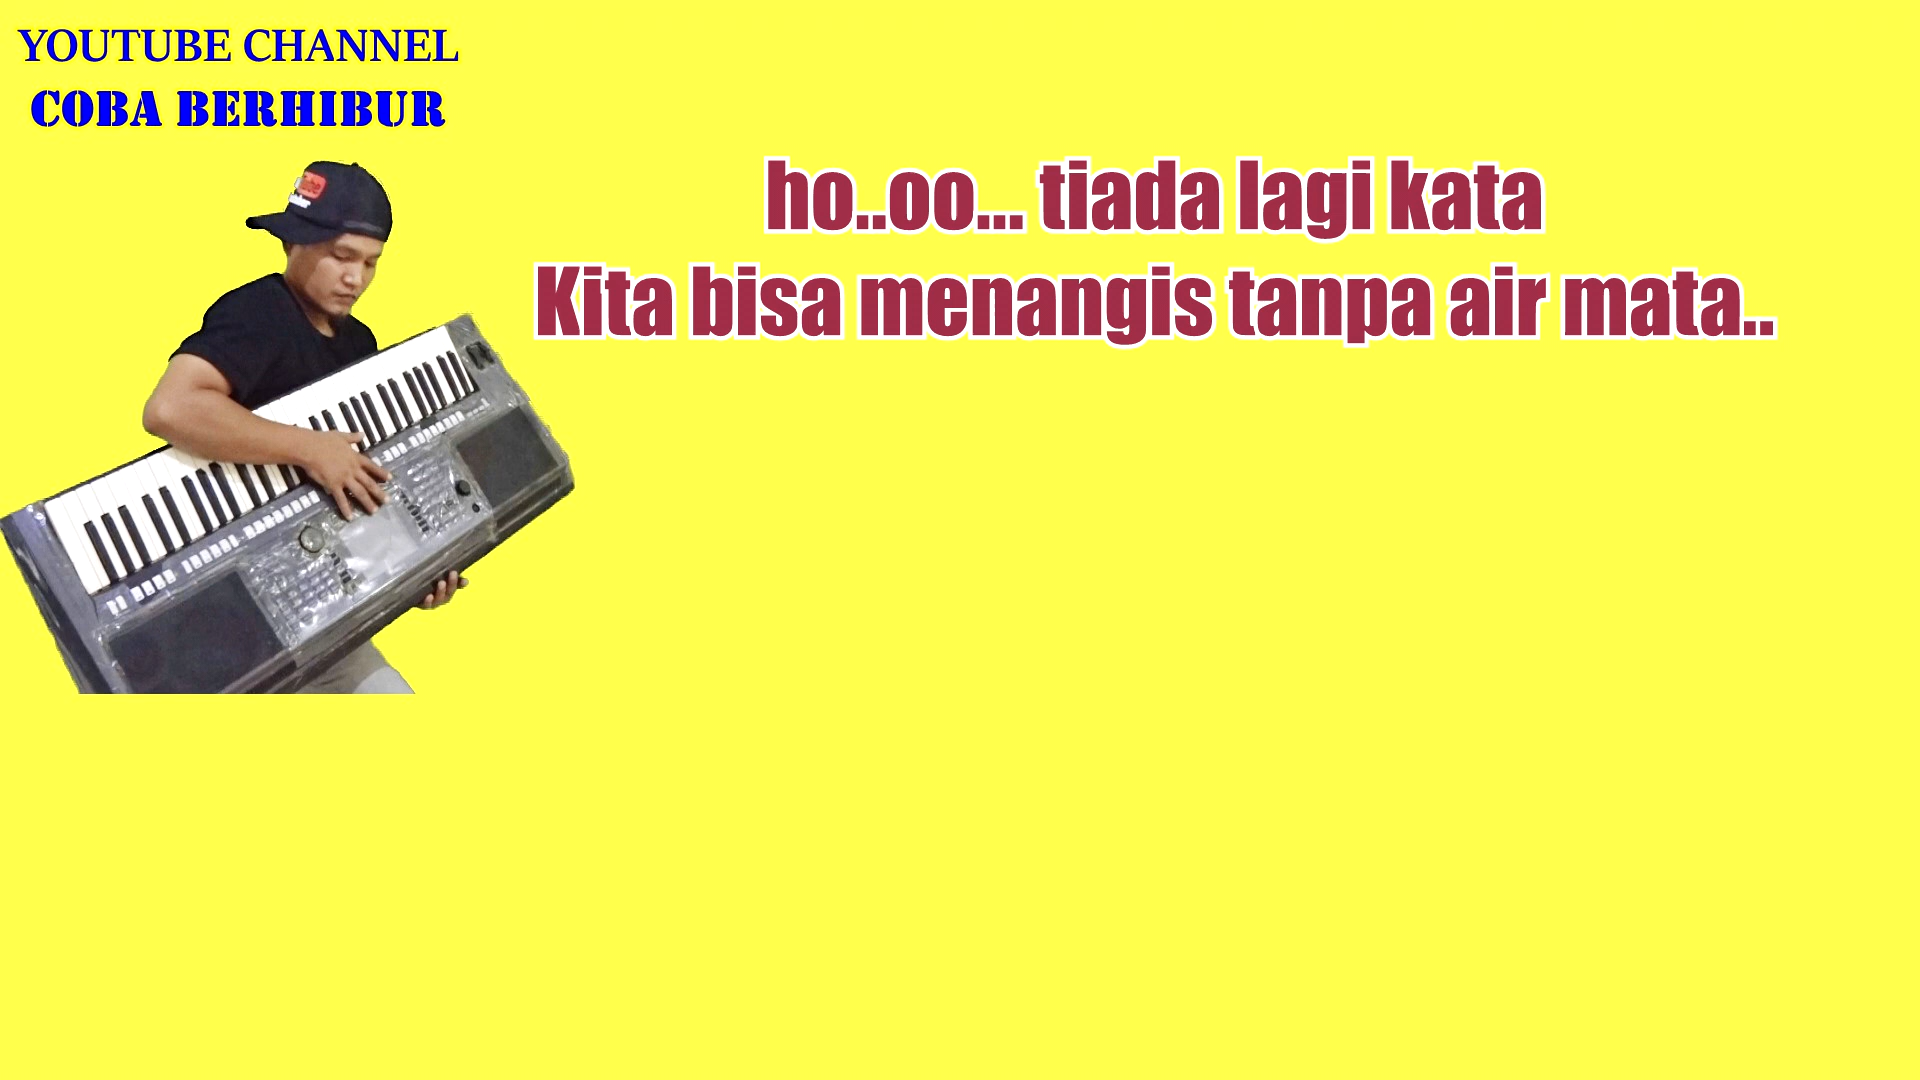 YOUTUBE CHANNEL
COBA BERHIBUR
ho..oo... tiada lagi kata
Kita bisa menangis tanpa air mata..